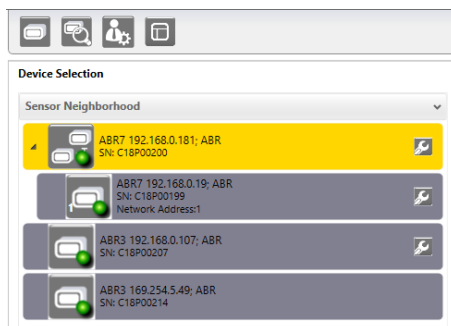 Device Selection
Sensor Neighborhood
ABR7 192.168.0.181; ABR
SN: C18P00200
ABR7 192.168.0.19; ABR
SN: C18P00199
Network Address:1
ABR3 192.168.0.107; ABR
SN: C18P00207
ABR3 169.254.5.49; ABR
SN: C18P00214